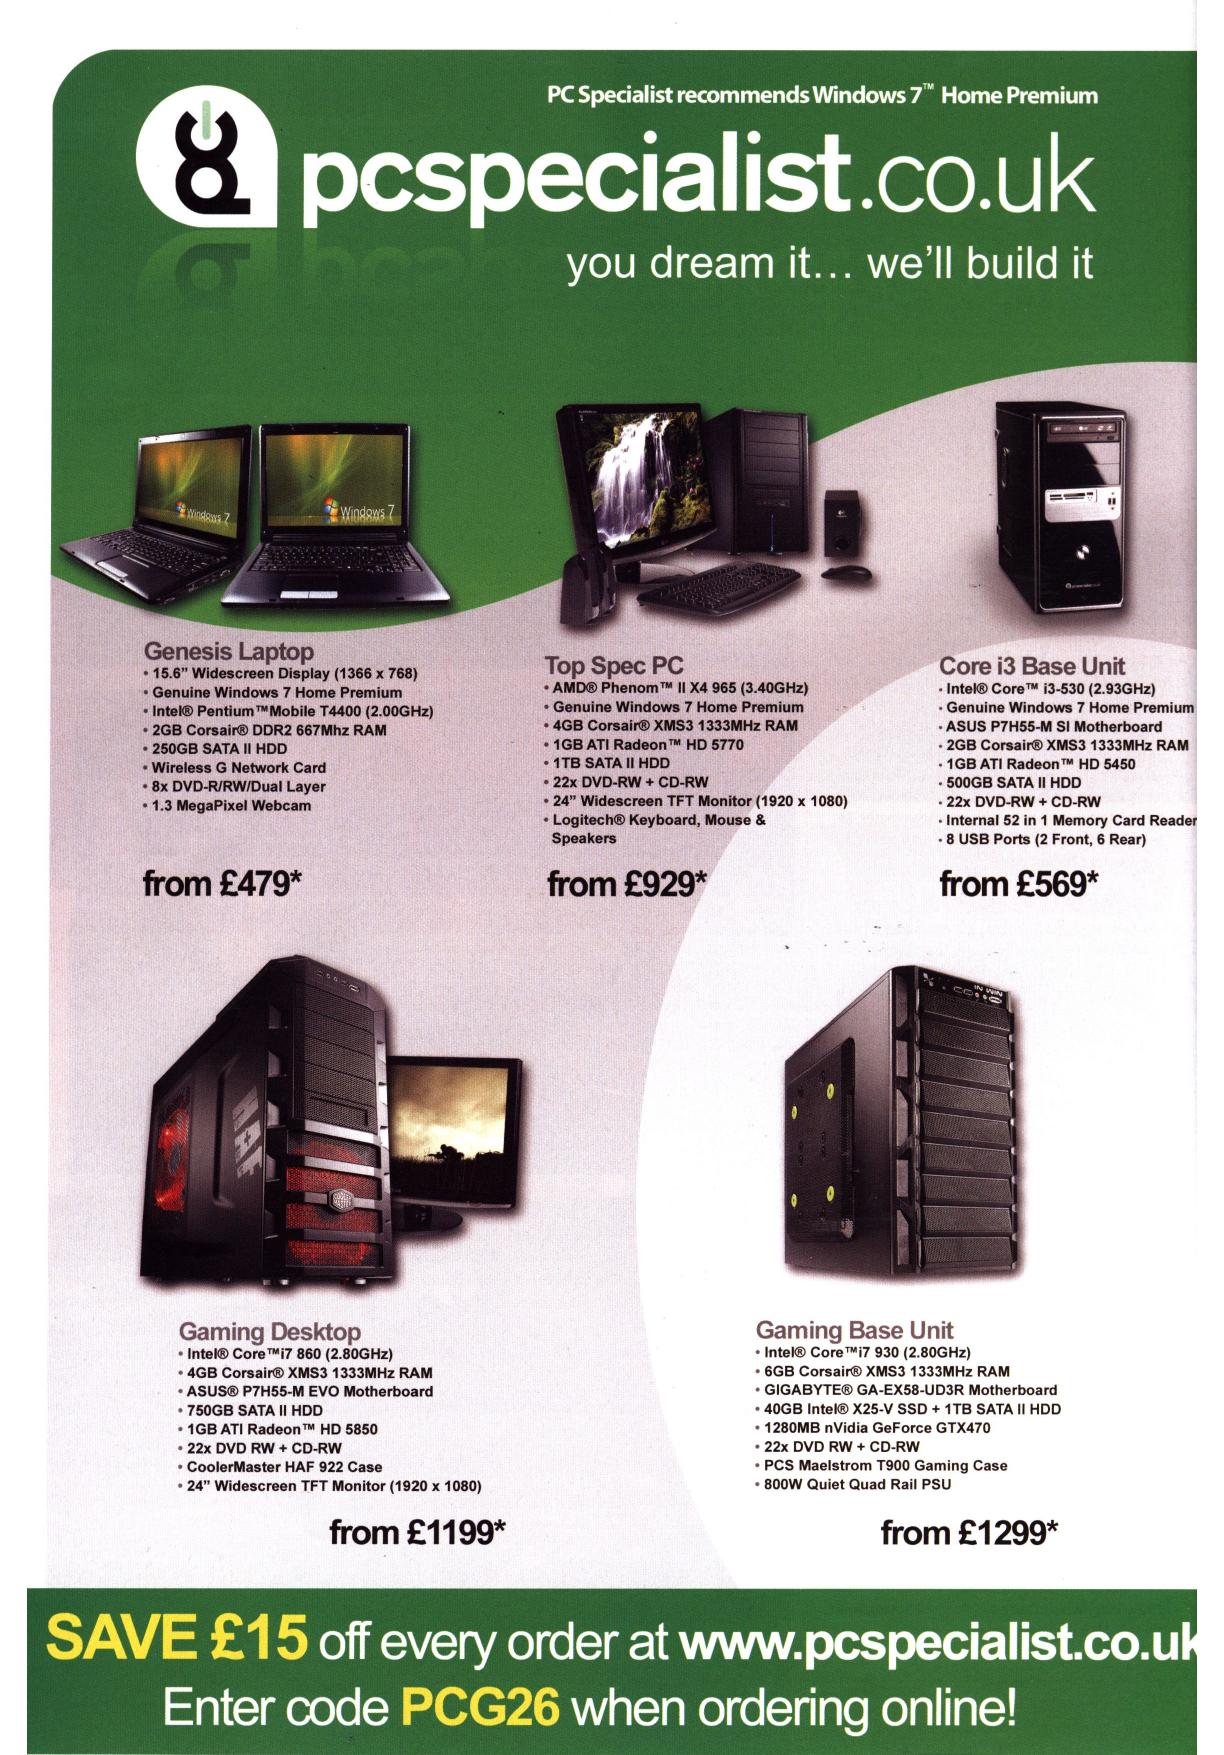 PC Specialist recommends Windows 7™ Home Premium
pc
pcspecialist.co.uk
you dream it... we'll build it
Windows 7
Windows 7
Genesis Laptop
• 15.6" Widescreen Display (1366 x 768)
• Genuine Windows 7 Home Premium
• Intel® Pentium™Mobile T4400 (2.00GHz)
• 2GB Corsair® DDR2 667Mhz RAM
• 250GB SATA II HDD
• Wireless G Network Card
• 8x DVD-R/RW/Dual Layer
• 1.3 MegaPixel Webcam
from £479*
Top Spec PC
• AMD® Phenom™ II X4 965 (3.40GHz)
• Genuine Windows 7 Home Premium
• 4GB Corsair® XMS3 1333MHz RAM
• 1GB ATI Radeon™ HD 5770
• 1TB SATA II HDD
• 22x DVD-RW + CD-RW
• 24" Widescreen TFT Monitor (1920 x 1080)
• Logitech® Keyboard, Mouse &
Speakers
from £929*
Core i3 Base Unit
• Intel® Core™ i3-530 (2.93GHz)
• Genuine Windows 7 Home Premium
• ASUS P7H55-M SI Motherboard
• 2GB Corsair® XMS3 1333MHz RAM
• 1GB ATI Radeon™ HD 5450
• 500GB SATA II HDD
• 22x DVD-RW + CD-RW
• Internal 52 in 1 Memory Card Reader
• 8 USB Ports (2 Front, 6 Rear)
from £569*
HAF
IN WIN
Gaming Desktop
• Intel® Core™i7 860 (2.80GHz)
• 4GB Corsair® XMS3 1333MHz RAM
• ASUS® P7H55-M EVO Motherboard
• 750GB SATA II HDD
• 1GB ATI Radeon™ HD 5850
• 22x DVD RW + CD-RW
• CoolerMaster HAF 922 Case
• 24" Widescreen TFT Monitor (1920 x 1080)
from £1199*
Gaming Base Unit
• Intel® Core™i7 930 (2.80GHz)
• 6GB Corsair® XMS3 1333MHz RAM
• GIGABYTE® GA-EX58-UD3R Motherboard
• 40GB Intel® X25-V SSD + 1TB SATA II HDD
• 1280MB nVidia GeForce GTX470
• 22x DVD RW + CD-RW
• PCS Maelstrom T900 Gaming Case
• 800W Quiet Quad Rail PSU
from £1299*
SAVE £15 off every order at www.pcspecialist.co.uk
Enter code PCG26 when ordering online!